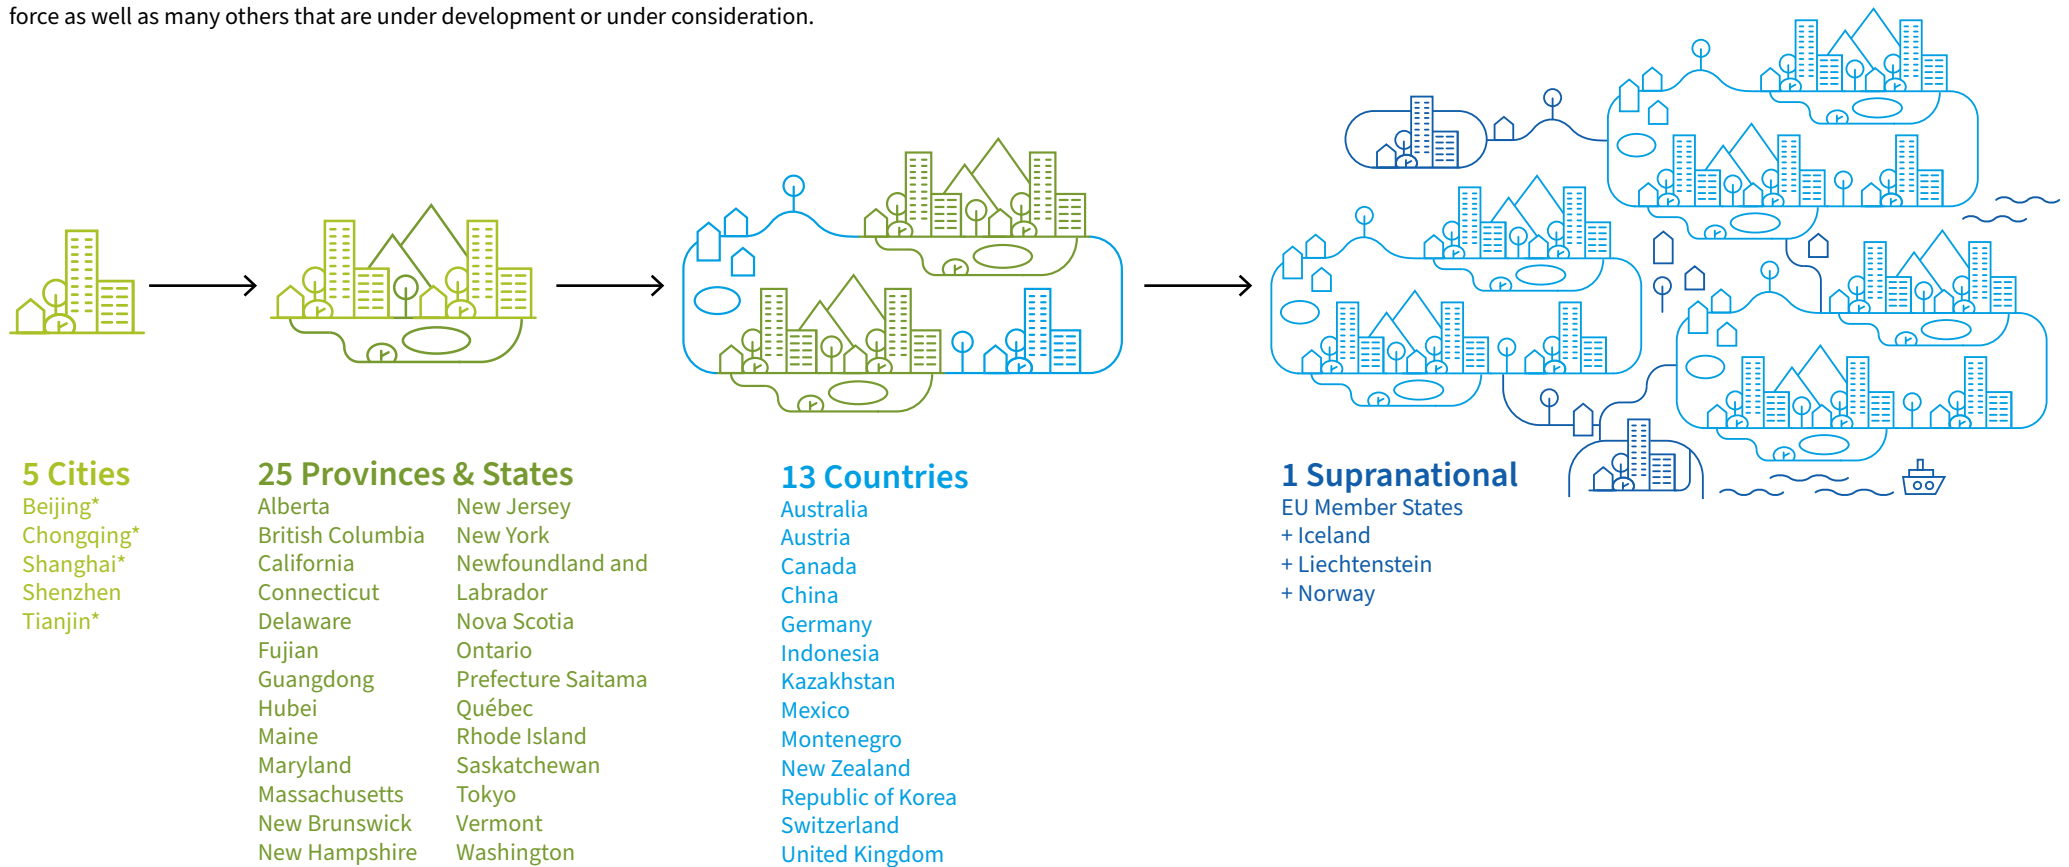 force as well as many others that are under development or under consideration.
5 Cities
Beijing*
Chongqing*
Shanghai*
Shenzhen
Tianjin*
25 Provinces & States
Alberta
British Columbia
California
Connecticut
Delaware
Fujian
Guangdong
Hubei
Maine
Maryland
Massachusetts
New Brunswick
New Hampshire
New Jersey
New York
Newfoundland and
Labrador
Nova Scotia
Ontario
Prefecture Saitama
Québec
Rhode Island
Saskatchewan
Tokyo
Vermont
Washington
13 Countries
Australia
Austria
Canada
China
Germany
Indonesia
Kazakhstan
Mexico
Montenegro
New Zealand
Republic of Korea
Switzerland
United Kingdom
1 Supranational
EU Member States
+ Iceland
+ Liechtenstein
+ Norway